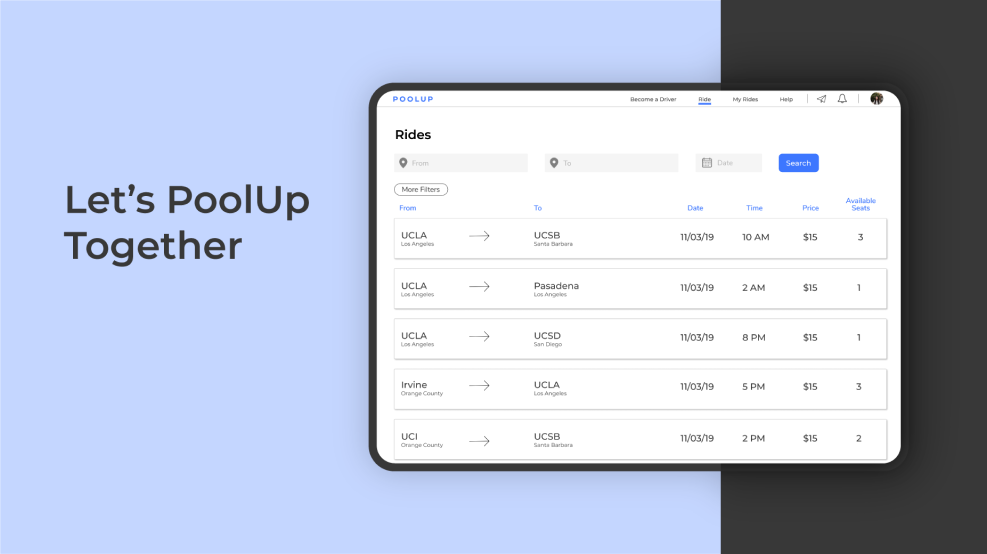 Let's PoolUp
Together
POOLUP
Become a Driver Ride My Rides Help
Rides
From To Date Search
More Filters
From To Date Time Price Available
Seats
UCLA UCSB 11/03/19 10 AM $15 3
Los Angeles Santa Barbara
UCLA Pasadena 11/03/19 2 AM $15 1
Los Angeles Los Angeles
UCLA UCSD 11/03/19 8 PM $15 1
Los Angeles San Diego
Irvine UCLA 11/03/19 5 PM $15 3
Orange County Los Angeles
UCI UCSB 11/03/19 2 PM $15 2
Orange County Santa Barbara